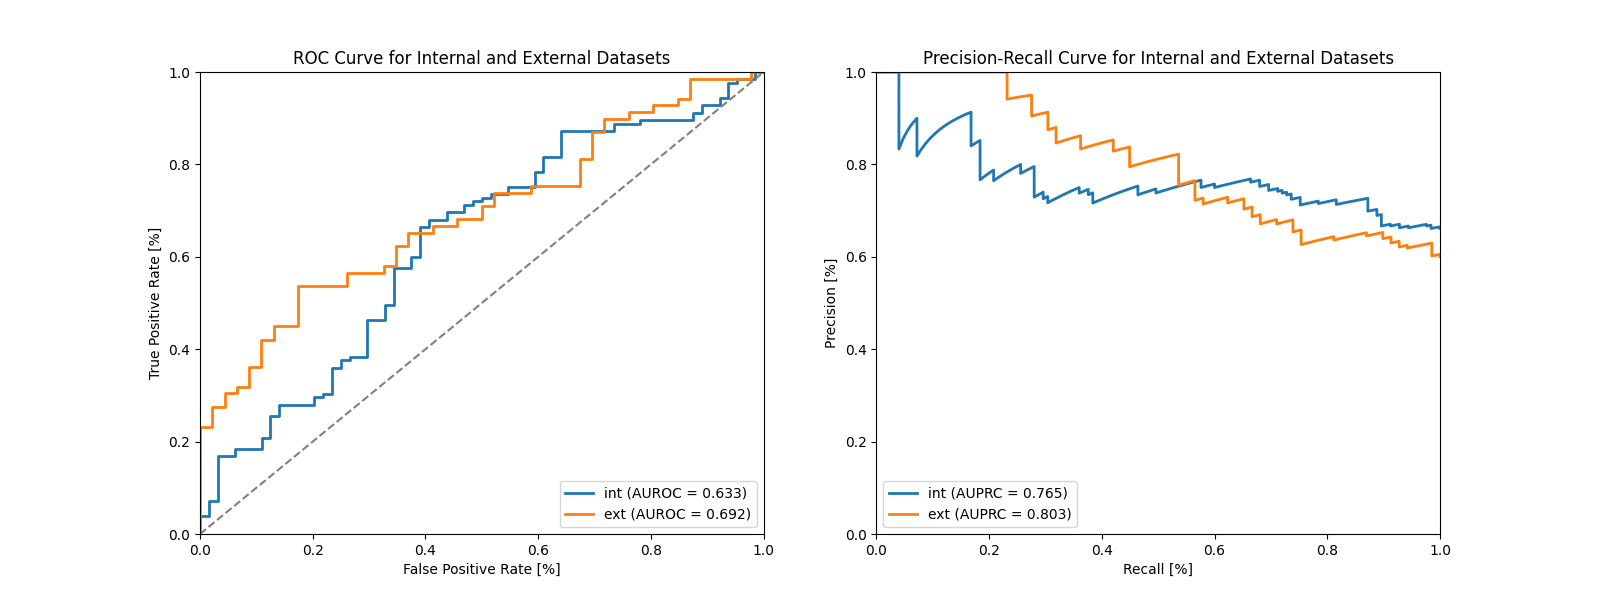 ROC Curve for Internal and External Datasets
True Positive Rate [%]
1.0
0.8
0.6
0.4
0.2
0.0
int (AUROC = 0.633)
ext (AUROC = 0.692)
0.0 0.2 0.4 0.6 0.8 1.0
False Positive Rate [%]
Precision-Recall Curve for Internal and External Datasets
Precision [%]
1.0
0.8
0.6
0.4
0.2
0.0
int (AUPRC = 0.765)
ext (AUPRC = 0.803)
0.0 0.2 0.4 0.6 0.8 1.0
Recall [%]